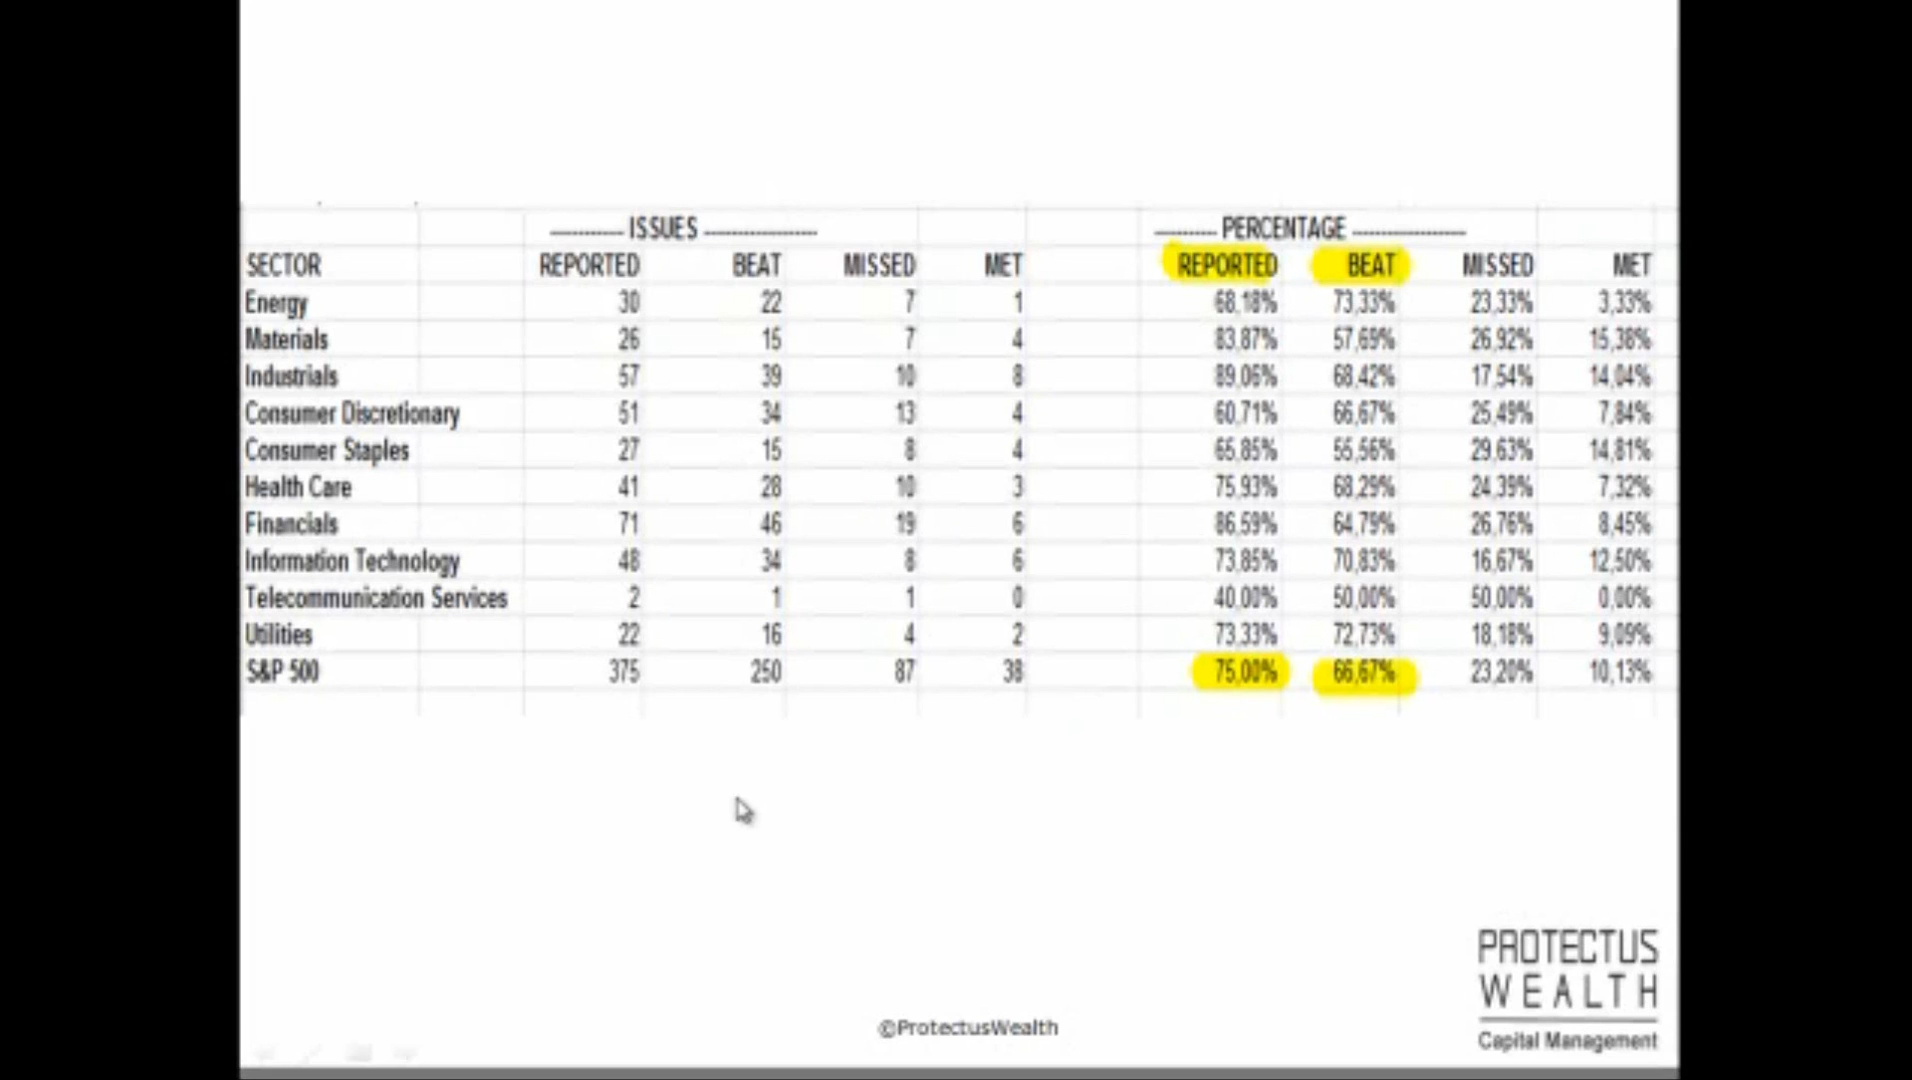 ---------- ISSUES ----------------- ---------- PERCENTAGE -----------------
SECTOR REPORTED BEAT MISSED MET REPORTED BEAT MISSED MET
Energy 30 22 7 1 68,18% 73,33% 23,33% 3,33%
Materials 26 15 7 4 83,87% 57,69% 26,92% 15,38%
Industrials 57 39 10 8 89,06% 68,42% 17,54% 14,04%
Consumer Discretionary 51 34 13 4 60,71% 66,67% 25,49% 7,84%
Consumer Staples 27 15 8 4 65,85% 55,56% 29,63% 14,81%
Health Care 41 28 10 3 75,93% 68,29% 24,39% 7,32%
Financials 71 46 19 6 86,59% 64,79% 26,76% 8,45%
Information Technology 48 34 8 6 73,85% 70,83% 16,67% 12,50%
Telecommunication Services 2 1 1 0 40,00% 50,00% 50,00% 0,00%
Utilities 22 16 4 2 73,33% 72,73% 18,18% 9,09%
S&P 500 375 250 87 38 75,00% 66,67% 23,20% 10,13%
PROTECTUS
WEALTH
Capital Management
©ProtectusWealth